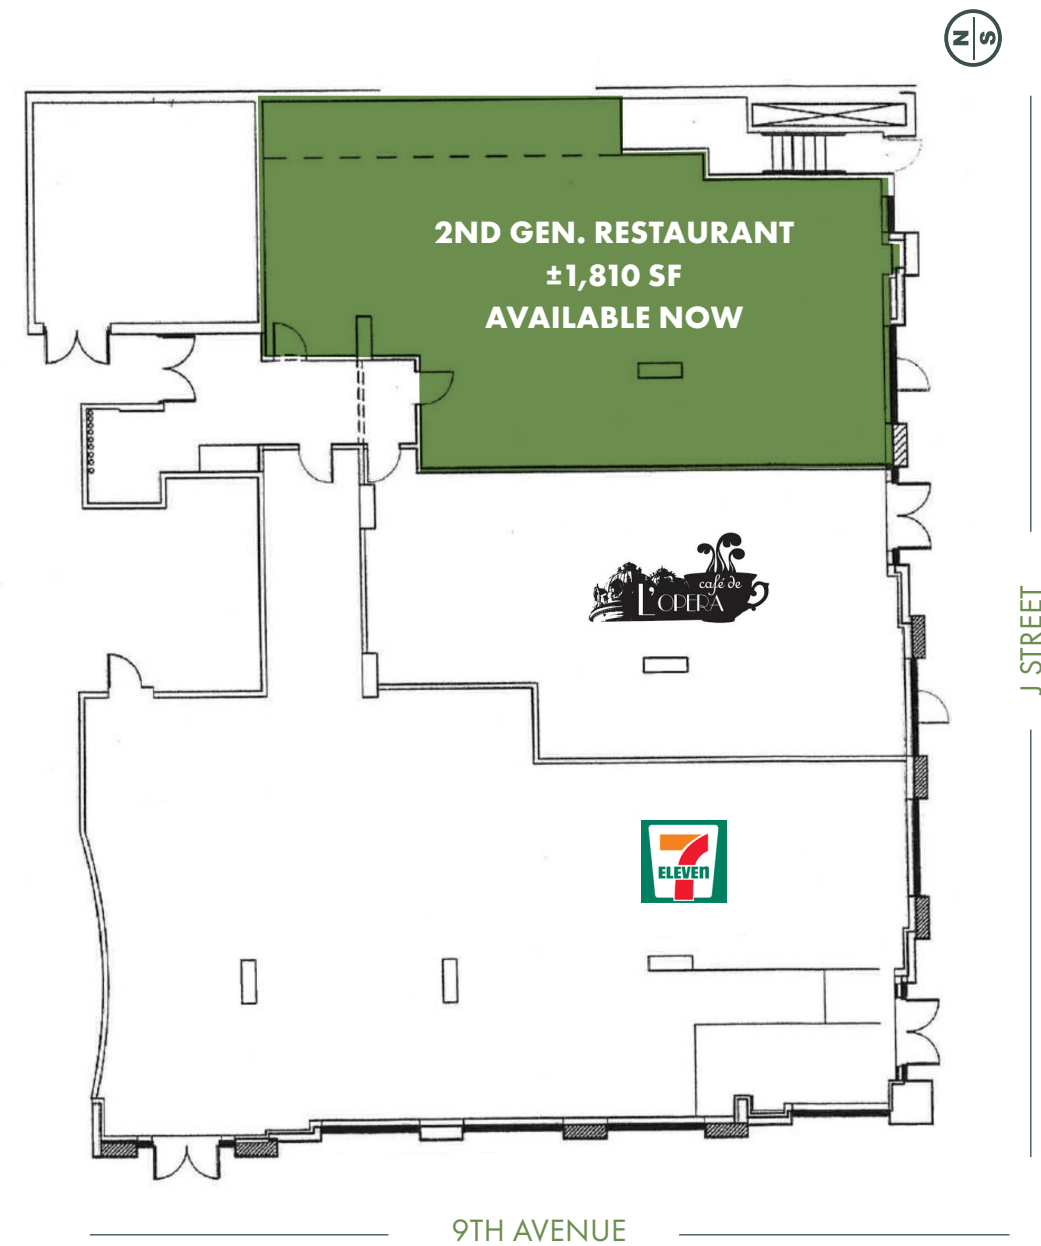 N S
2ND GEN. RESTAURANT
±1,810 SF
AVAILABLE NOW
café de
L'OPERA
J STREET
7
ELEVEn
9TH AVENUE